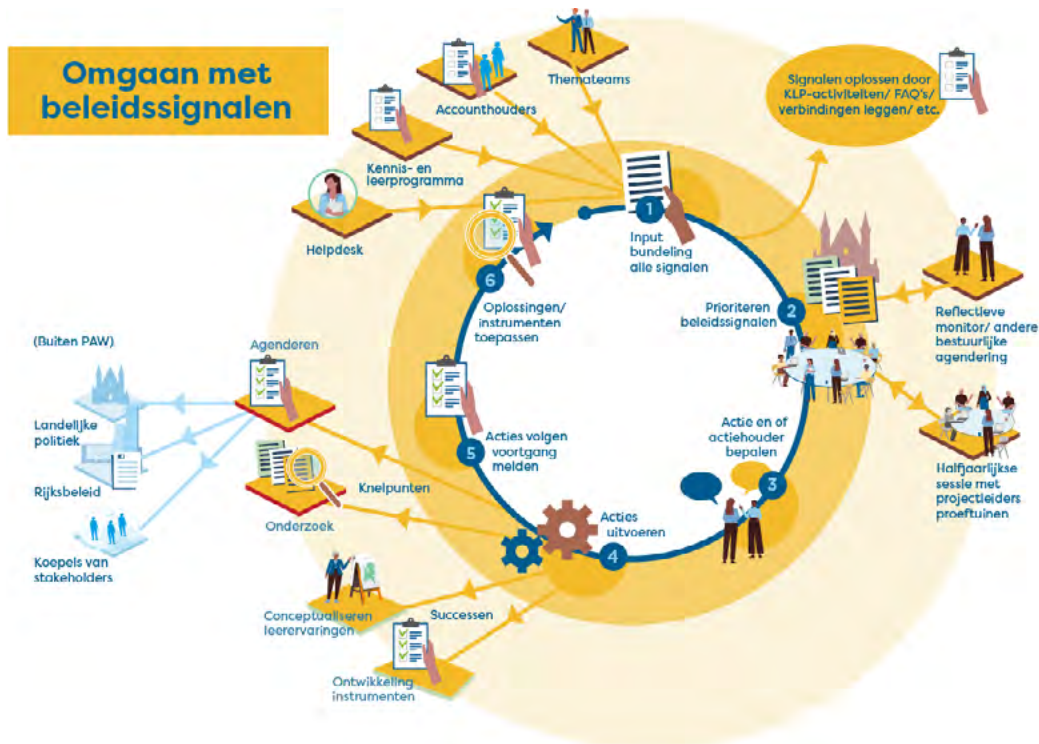 Omgaan met
beleidssignalen
Themateams
Accounthouders
Kennis- en
leerprogramma
Helpdesk
Signalen oplossen door
KLP-activiteiten/ FAQ's/
verbindingen leggen/ etc.
1
Input
bundeling
alle signalen
2
Prioriteren
beleidssignalen
Reflectieve
monitor/ andere
bestuurlijke
agendering
Halfjaarlijkse
sessie met
projectleiders
proeftuinen
Actie en of
actiehouder
bepalen
3
Acties
uitvoeren
4
5
Acties volgen
voortgang
melden
6
Oplossingen/
instrumenten
toepassen
Agenderen
Knelpunten
Onderzoek
Successen
Conceptualiseren
leerervaringen
Ontwikkeling
instrumenten
(Buiten PAW)
Landelijke
politiek
Rijksbeleid
Koepels van
stakeholders